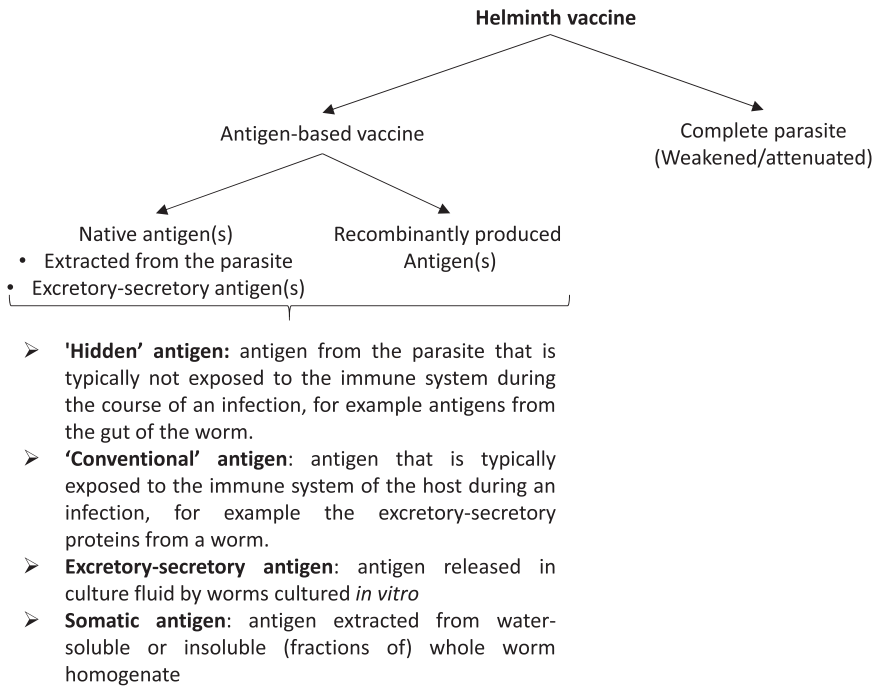 Helminth vaccine
Antigen-based vaccine
Complete parasite
(Weakened/attenuated)
Native antigen(s)
• Extracted from the parasite
• Excretory-secretory antigen(s)
Recombinantly produced
Antigen(s)
➢ 'Hidden’ antigen: antigen from the parasite that is
typically not exposed to the immune system during
the course of an infection, for example antigens from
the gut of the worm.
➢ ‘Conventional’ antigen: antigen that is typically
exposed to the immune system of the host during an
infection, for example the excretory-secretory
proteins from a worm.
➢ Excretory-secretory antigen: antigen released in
culture fluid by worms cultured in vitro
➢ Somatic antigen: antigen extracted from water-
soluble or insoluble (fractions of) whole worm
homogenate